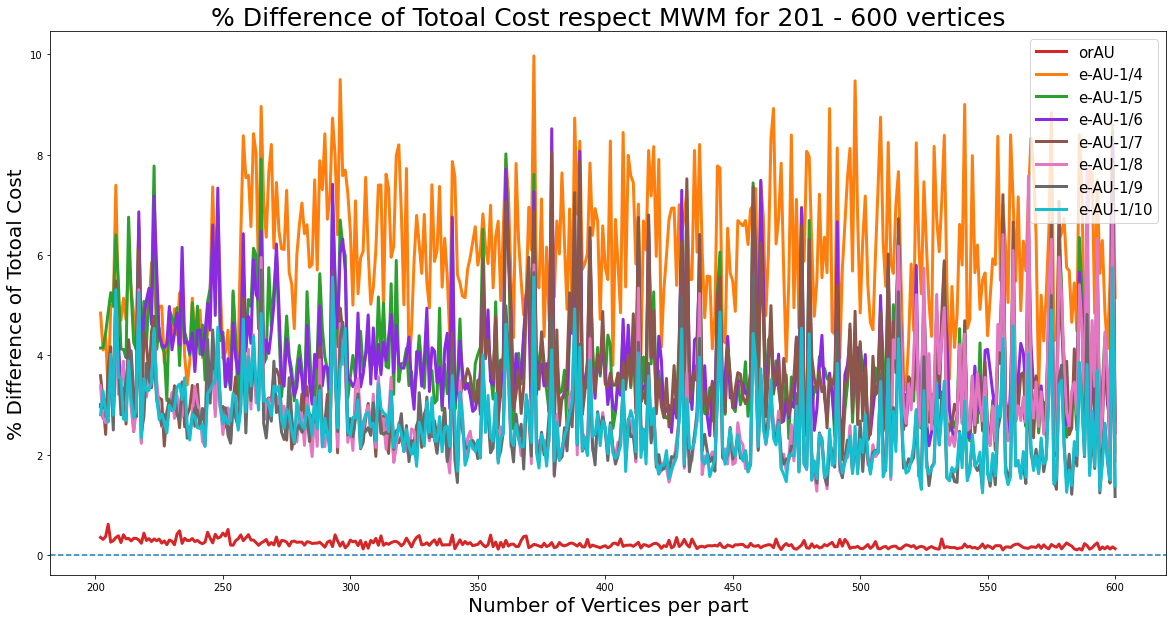 % Difference of Totoal Cost respect MWM for 201 - 600 vertices
% Difference of Totoal Cost
10
8
6
4
2
0
orAU
e-AU-1/4
e-AU-1/5
e-AU-1/6
e-AU-1/7
e-AU-1/8
e-AU-1/9
e-AU-1/10
200 250 300 350 400 450 500 550 600
Number of Vertices per part